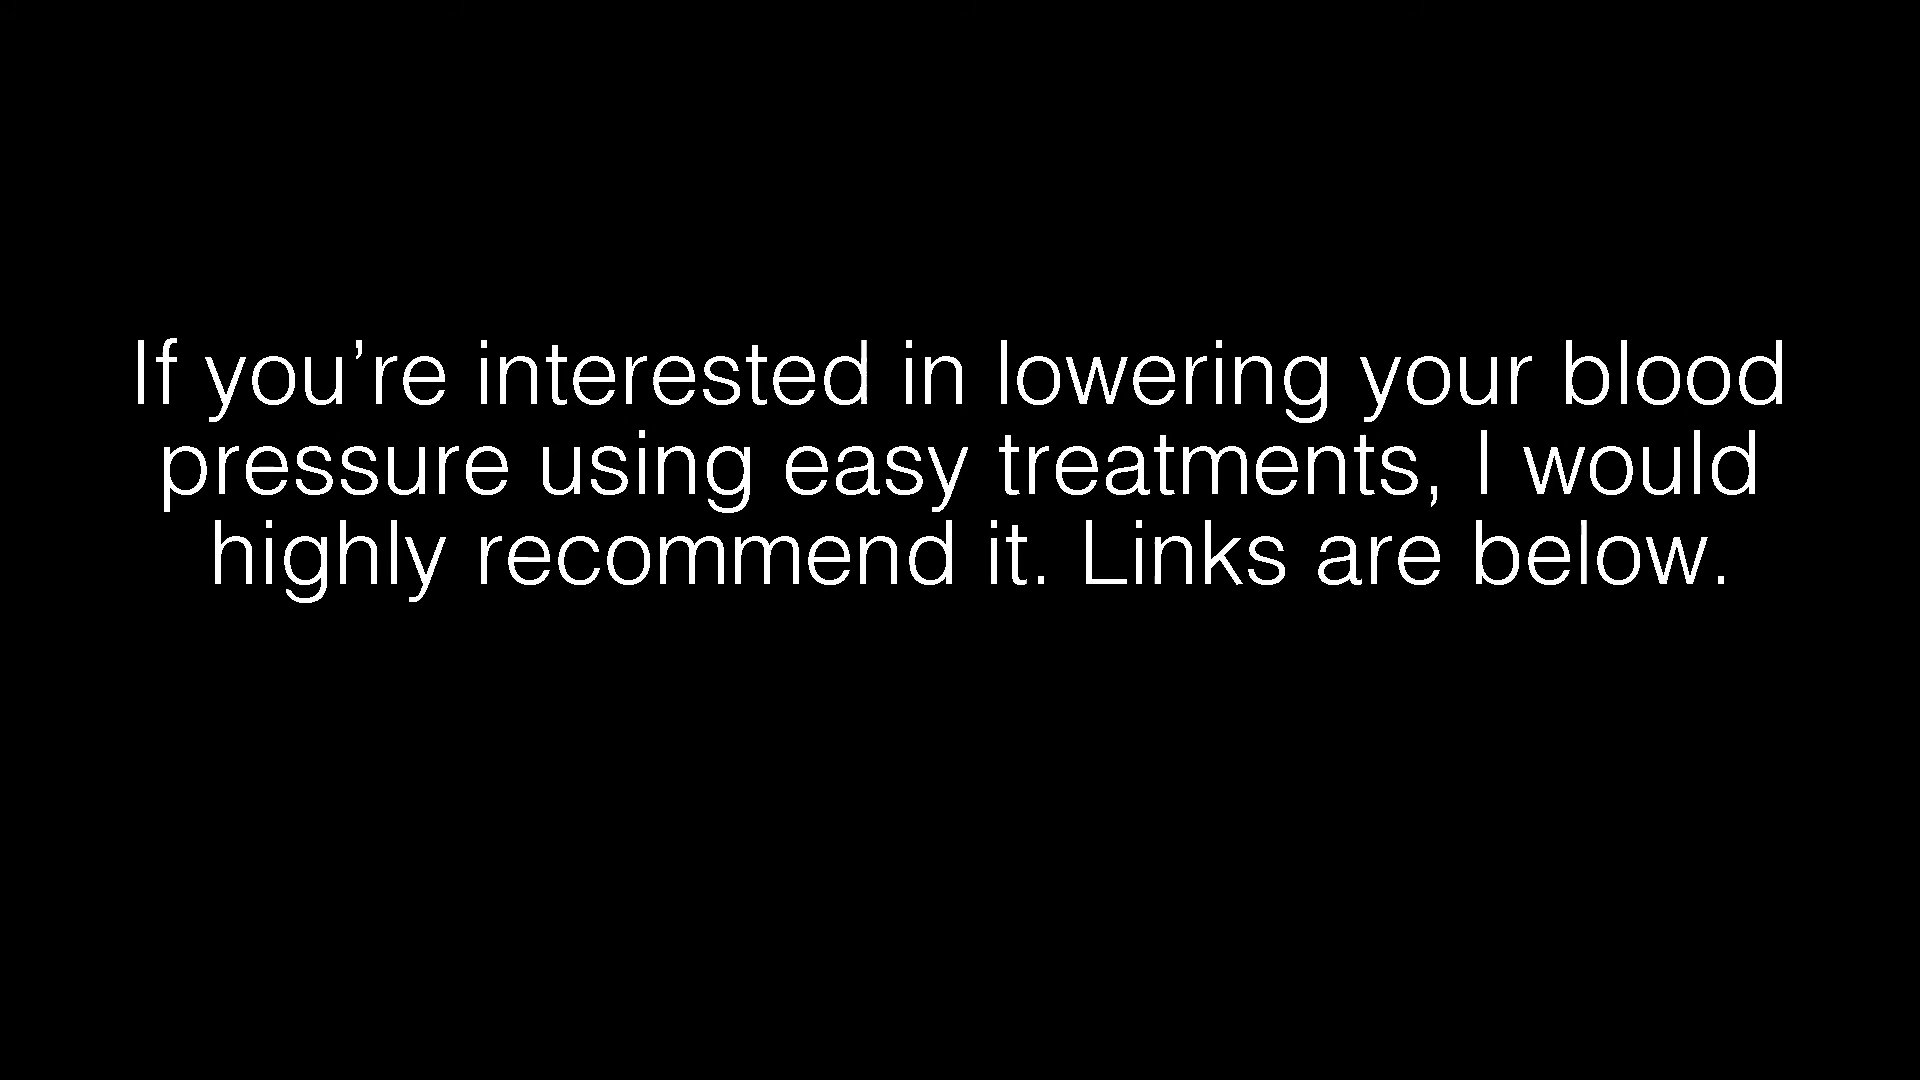 If you’re interested in lowering your blood
pressure using easy treatments, I would
highly recommend it. Links are below.